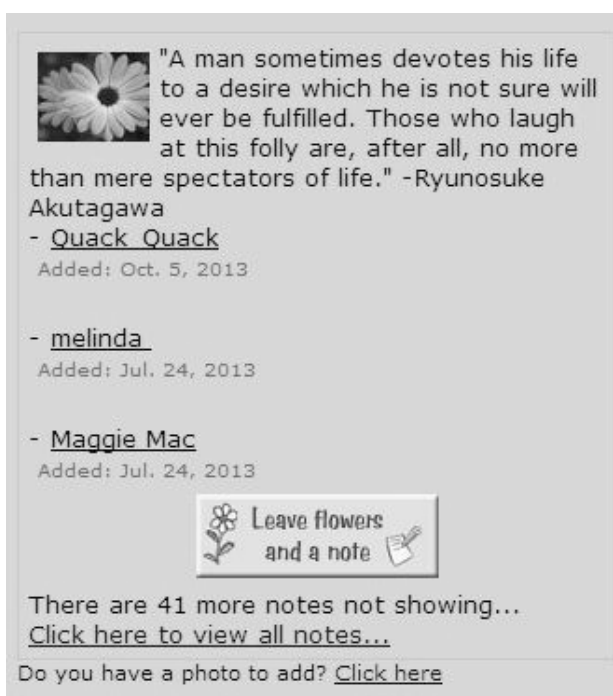 "A man sometimes devotes his life
to a desire which he is not sure will
ever be fulfilled. Those who laugh
at this folly are, after all, no more
than mere spectators of life." -Ryunosuke
Akutagawa
- Quack Quack
Added: Oct. 5, 2013
- melinda
Added: Jul. 24, 2013
- Maggie Mac
Added: Jul. 24, 2013
Leave flowers
and a note
There are 41 more notes not showing...
Click here to view all notes...
Do you have a photo to add? Click here